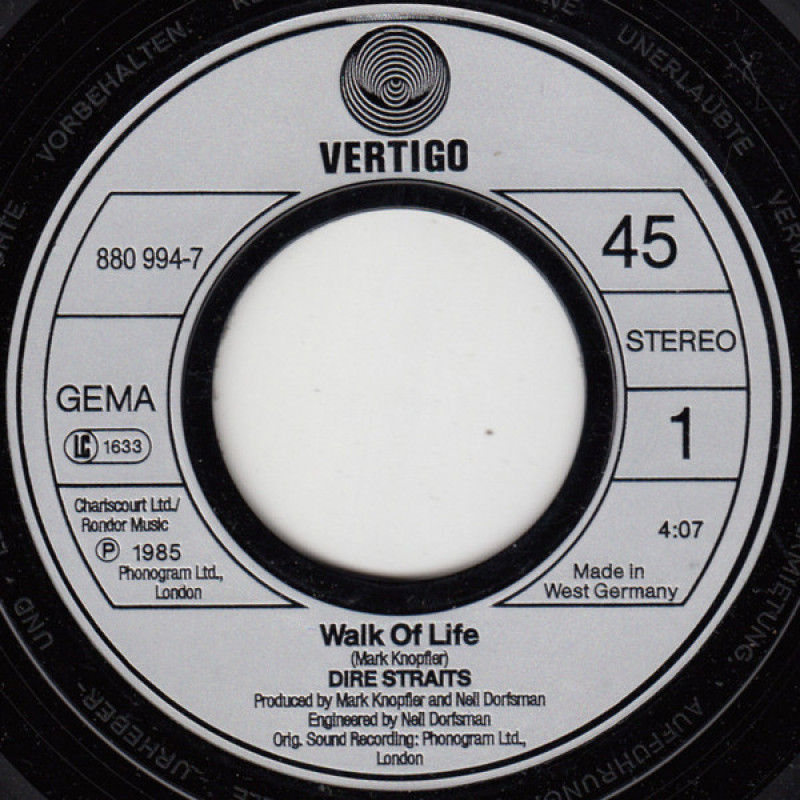 VORBEHALTEN
UNERLAUBTE
VERTIGO
880 994-7
45
STEREO
GEMA
LC 1633
1
Chariscourt Ltd./
Rondor Music
℗ 1985
Phonogram Ltd.,
London
4:07
Made in
West Germany
Walk Of Life
(Mark Knopfler)
DIRE STRAITS
Produced by Mark Knopfler and Neil Dorfsman
Engineered by Neil Dorfsman
Orig. Sound Recording: Phonogram Ltd.,
London
AUFFÜHRUNG
URHEBER-
UND